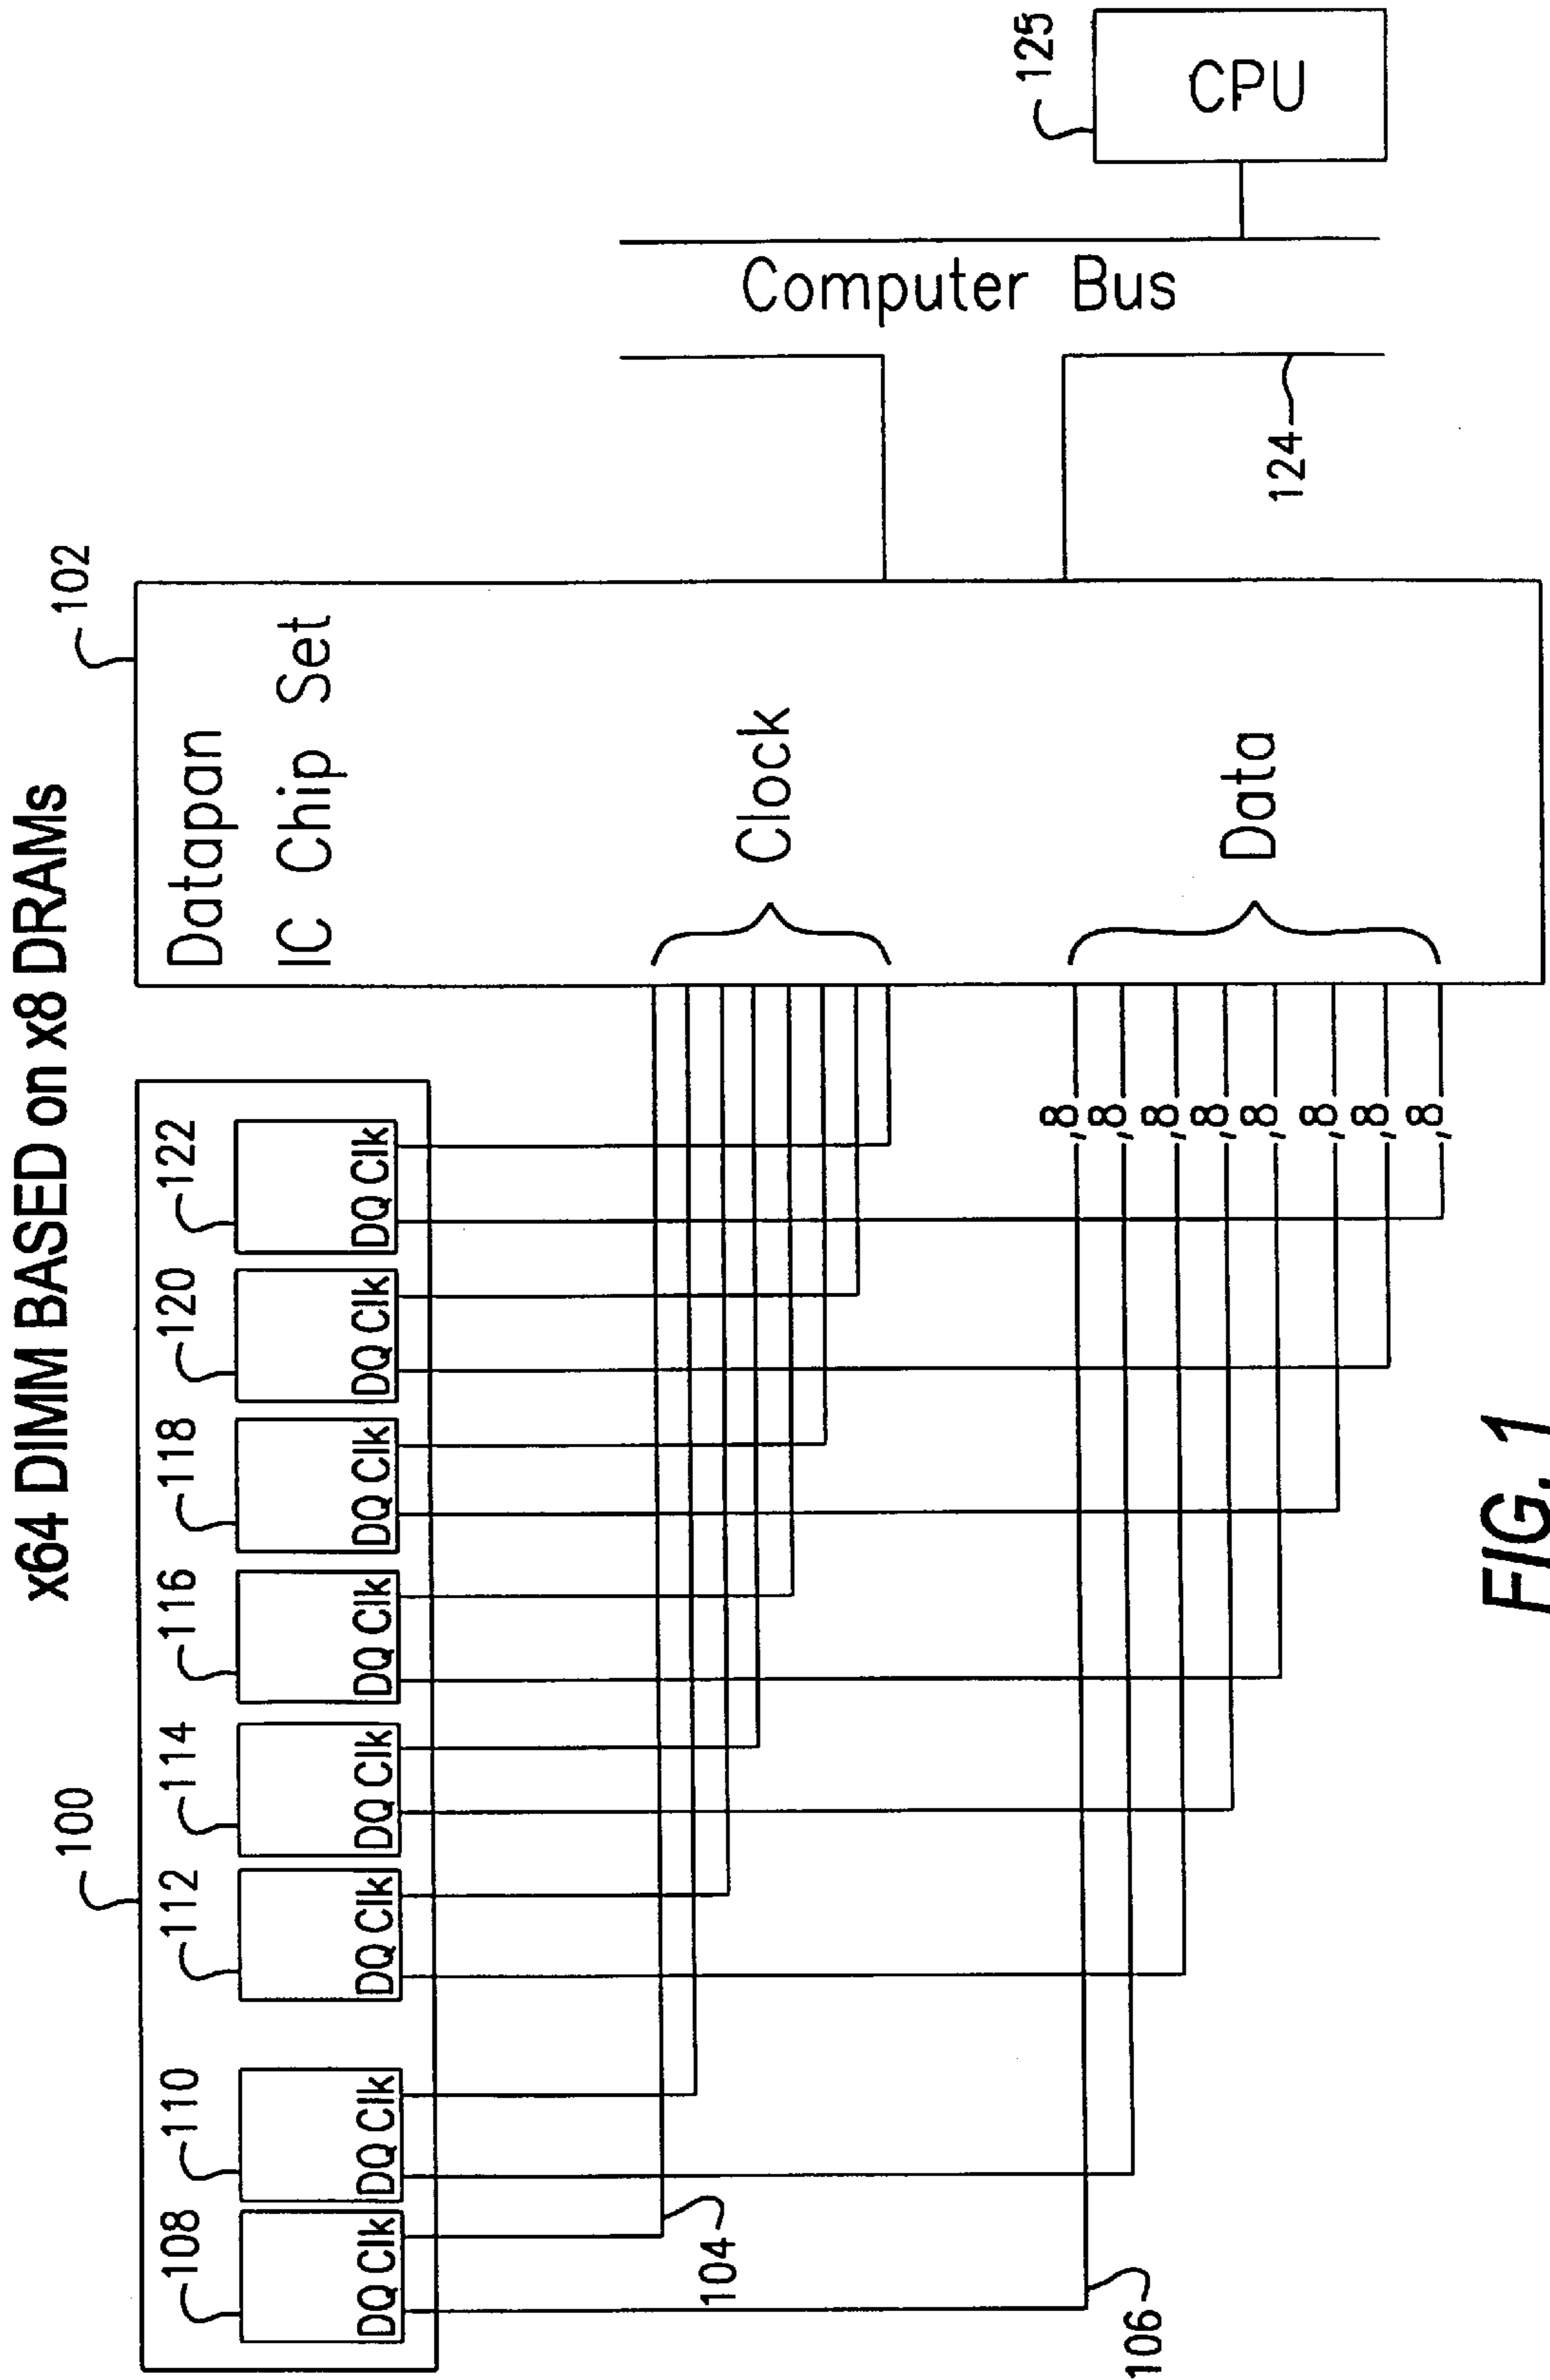 x64 DIMM BASED on x8 DRAMs
100
102
108
110
112
114
116
118
120
122
DQ Clk
DQ Clk
DQ Clk
DQ Clk
DQ Clk
DQ Clk
DQ Clk
DQ Clk
Datapan
IC Chip Set
Clock
Data
104
106
,8
,8
,8
,8
,8
,8
,8
,8
Computer Bus
124
125
CPU
FIG. 1